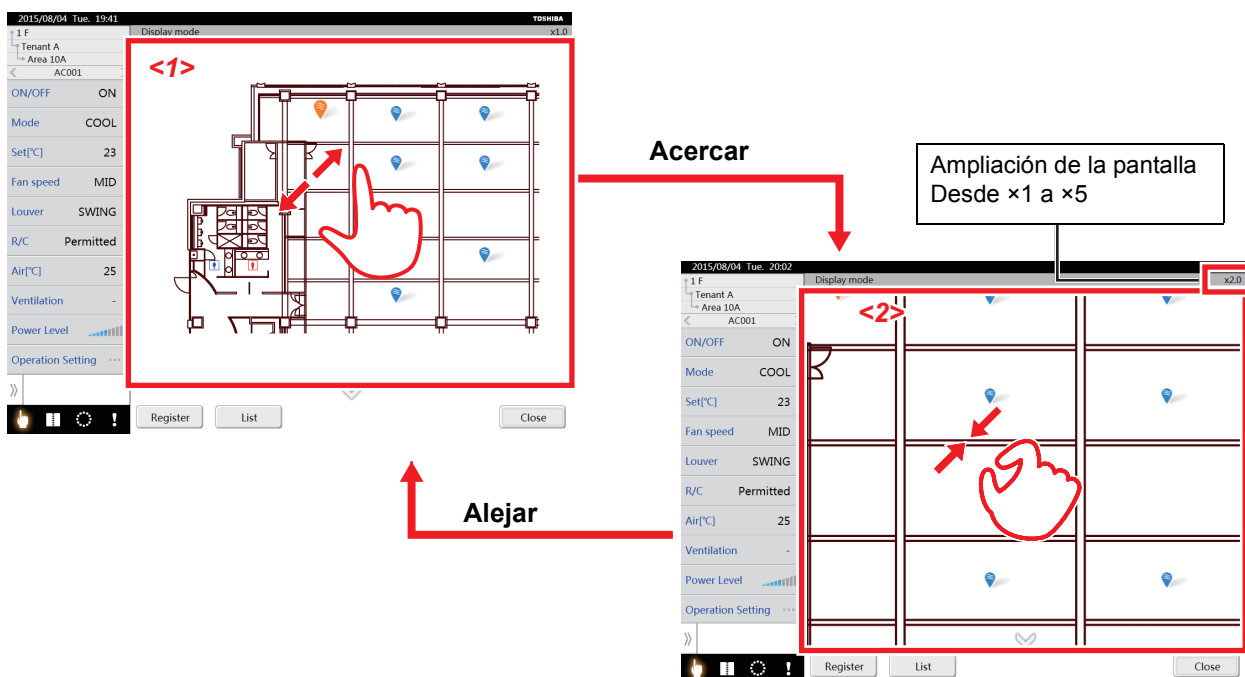 2015/08/04 Tue. 19:41
TOSHIBA
1 F
Tenant A
Area 10A
< AC001
ON/OFF ON
Mode COOL
Set[°C] 23
Fan speed MID
Louver SWING
R/C Permitted
Air[°C] 25
Ventilation -
Power Level
Operation Setting ...
Display mode x1.0
<1>
Register List Close
Acercar
Ampliación de la pantalla
Desde ×1 a ×5
Alejar
2015/08/04 Tue. 20:02
1 F
Tenant A
Area 10A
< AC001
ON/OFF ON
Mode COOL
Set[°C] 23
Fan speed MID
Louver SWING
R/C Permitted
Air[°C] 25
Ventilation -
Power Level
Operation Setting ...
Display mode x2.0
<2>
Register List Close